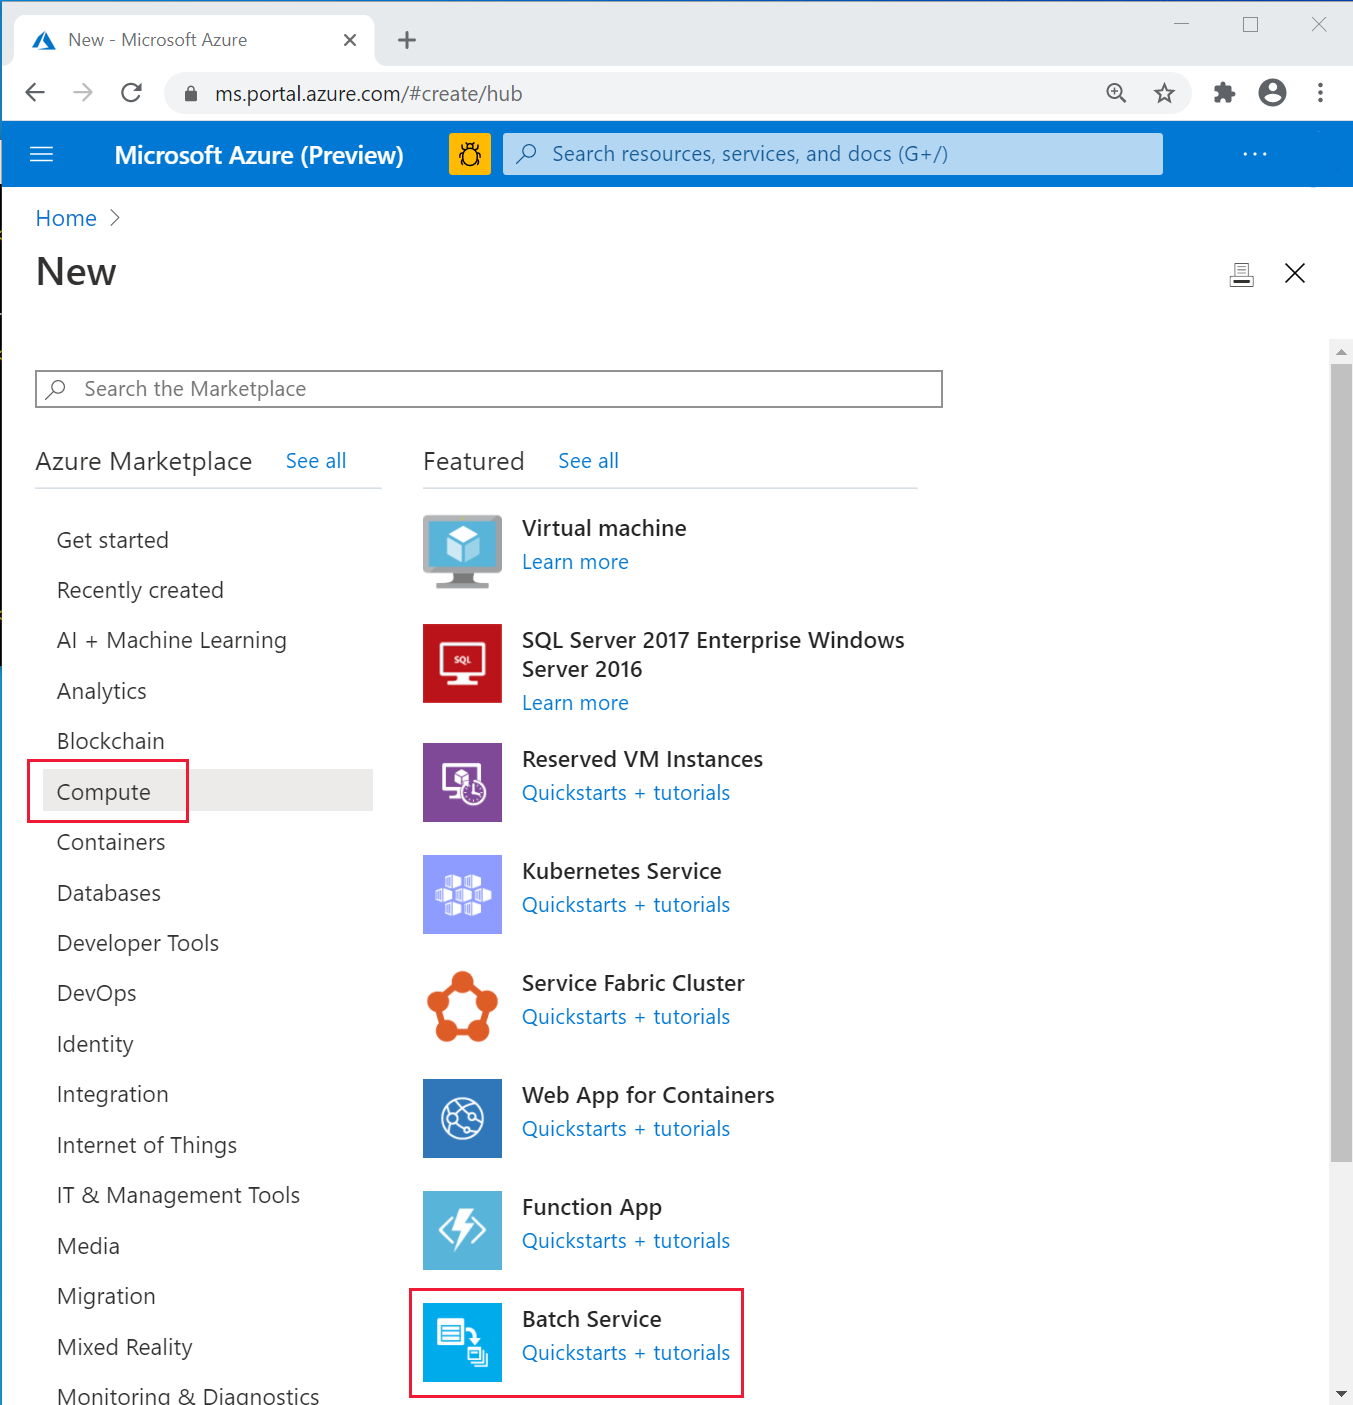 New - Microsoft Azure
ms.portal.azure.com/#create/hub
Microsoft Azure (Preview)
Search resources, services, and docs (G+/)
Home
New
Search the Marketplace
Azure Marketplace See all
Get started
Recently created
AI + Machine Learning
Analytics
Blockchain
Compute
Containers
Databases
Developer Tools
DevOps
Identity
Integration
Internet of Things
IT & Management Tools
Media
Migration
Mixed Reality
Monitoring & Diagnostics
Featured See all
Virtual machine
Learn more
SQL
SQL Server 2017 Enterprise Windows
Server 2016
Learn more
Reserved VM Instances
Quickstarts + tutorials
Kubernetes Service
Quickstarts + tutorials
Service Fabric Cluster
Quickstarts + tutorials
Web App for Containers
Quickstarts + tutorials
Function App
Quickstarts + tutorials
Batch Service
Quickstarts + tutorials